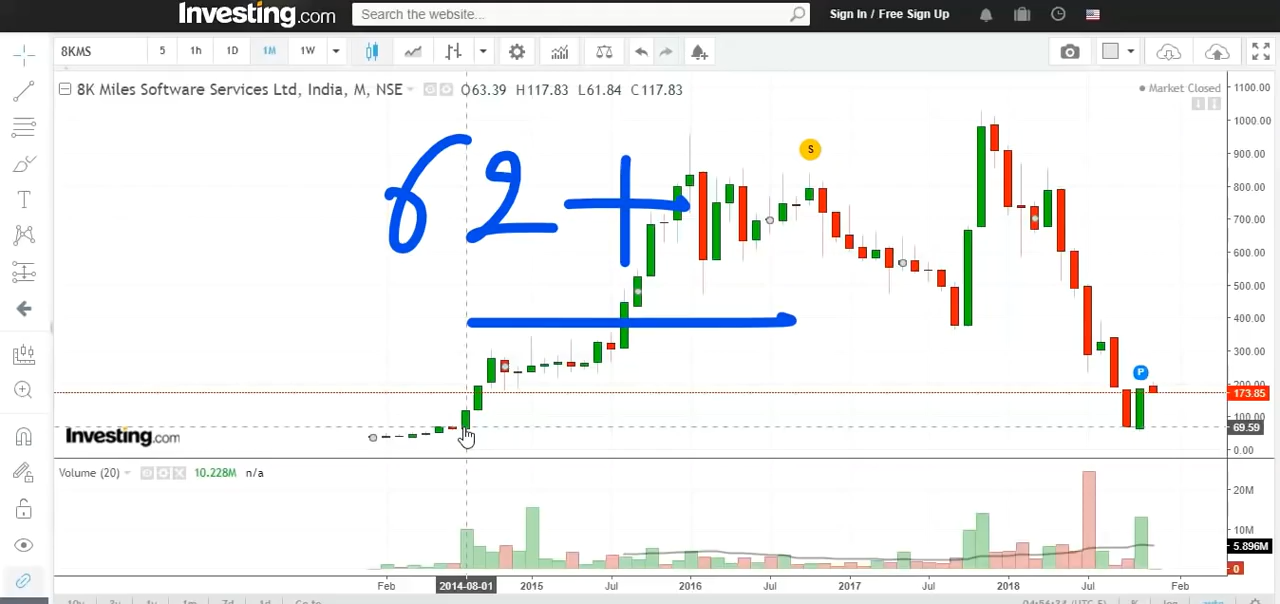 Investing.com Search the website... Sign In / Free Sign Up
8KMS 5 1h 1D 1M 1W
8K Miles Software Services Ltd, India, M, NSE O63.39 H117.83 L61.84 C117.83
Market Closed
1100.00
1000.00
900.00
800.00
700.00
600.00
500.00
400.00
300.00
200.00
173.85
100.00
69.59
0.00
62+
S
P
T
Investing.com
Volume (20) 10.228M n/a
20M
10M
5.896M
0
Feb 2014-08-01 2015 Jul 2016 Jul 2017 Jul 2018 Jul Feb